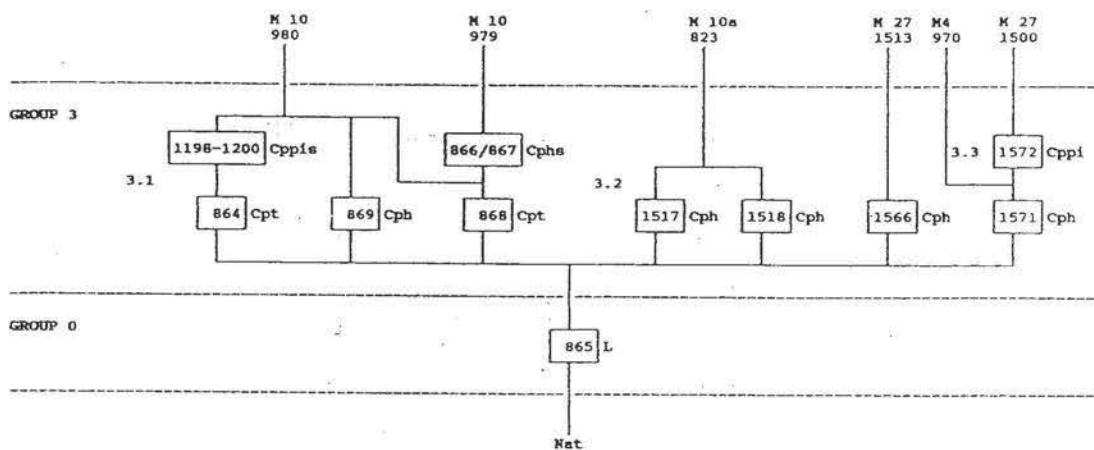 M 10 M 10 M 10a M 27 M4 M 27
980 979 823 1513 970 1500
GROUP 3
1198-1200 Cppis 866/867 Cphs 3.3 1572 Cppi
3.1 3.2
864 Cpt 869 Cph 868 Cpt 1517 Cph 1518 Cph 1566 Cph 1571 Cph
GROUP 0
865 L
Nat